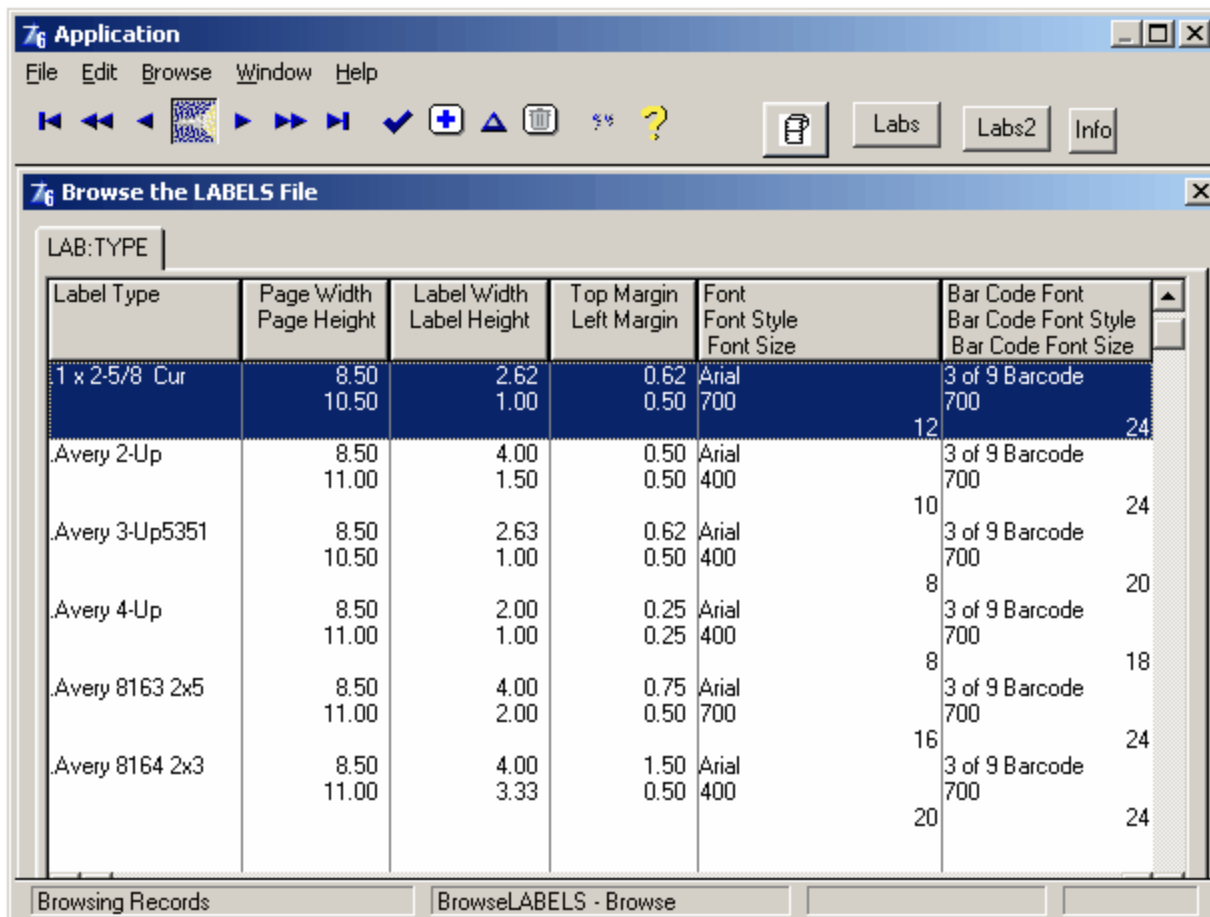 Application
File Edit Browse Window Help
Labs Labs2 Info
Browse the LABELS File
LAB:TYPE
Label Type Page Width Label Width Top Margin Font Bar Code Font
Page Height Label Height Left Margin Font Style Bar Code Font Style
Font Size Bar Code Font Size
.1 x 2-5/8 Cur 8.50 2.62 0.62 Arial 3 of 9 Barcode
10.50 1.00 0.50 700 700
12 24
.Avery 2-Up 8.50 4.00 0.50 Arial 3 of 9 Barcode
11.00 1.50 0.50 400 700
10 24
.Avery 3-Up5351 8.50 2.63 0.62 Arial 3 of 9 Barcode
10.50 1.00 0.50 400 700
8 20
.Avery 4-Up 8.50 2.00 0.25 Arial 3 of 9 Barcode
11.00 1.00 0.25 400 700
8 18
.Avery 8163 2x5 8.50 4.00 0.75 Arial 3 of 9 Barcode
11.00 2.00 0.50 700 700
16 24
.Avery 8164 2x3 8.50 4.00 1.50 Arial 3 of 9 Barcode
11.00 3.33 0.50 400 700
20 24
Browsing Records BrowseLABELS - Browse